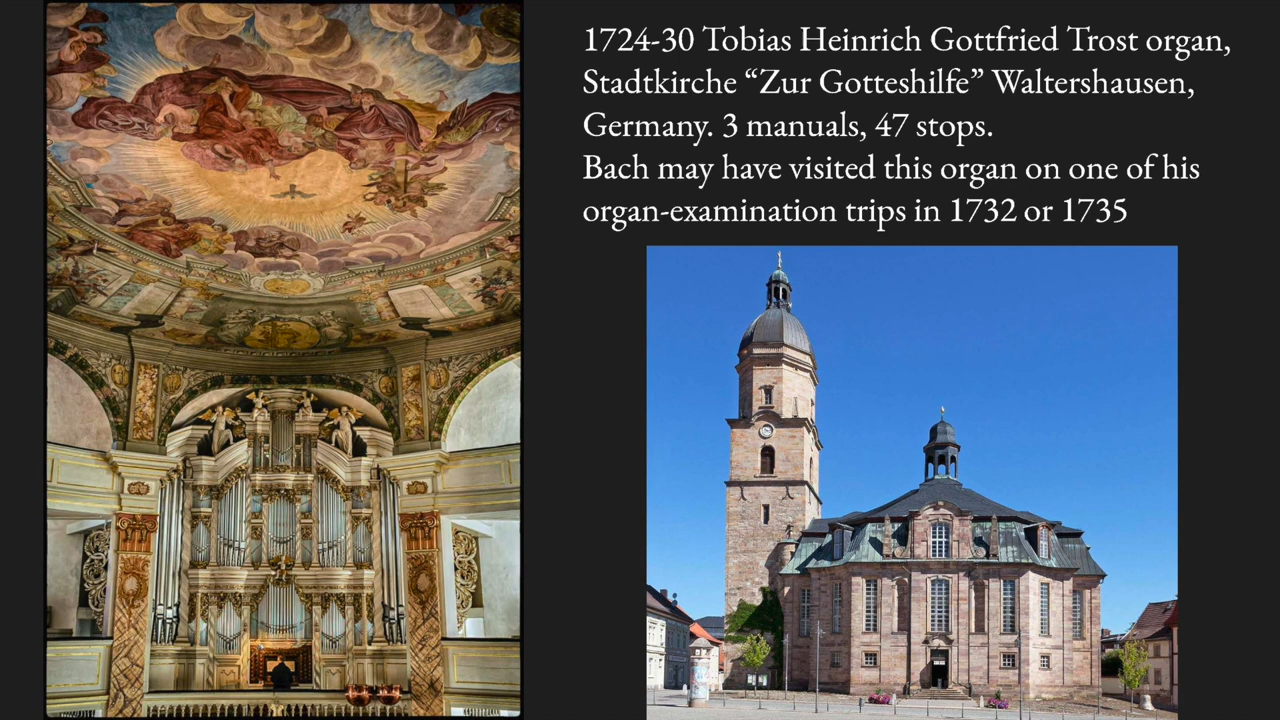 1724-30 Tobias Heinrich Gottfried Trost organ,
Stadtkirche “Zur Gotteshilfe” Waltershausen,
Germany. 3 manuals, 47 stops.
Bach may have visited this organ on one of his
organ-examination trips in 1732 or 1735